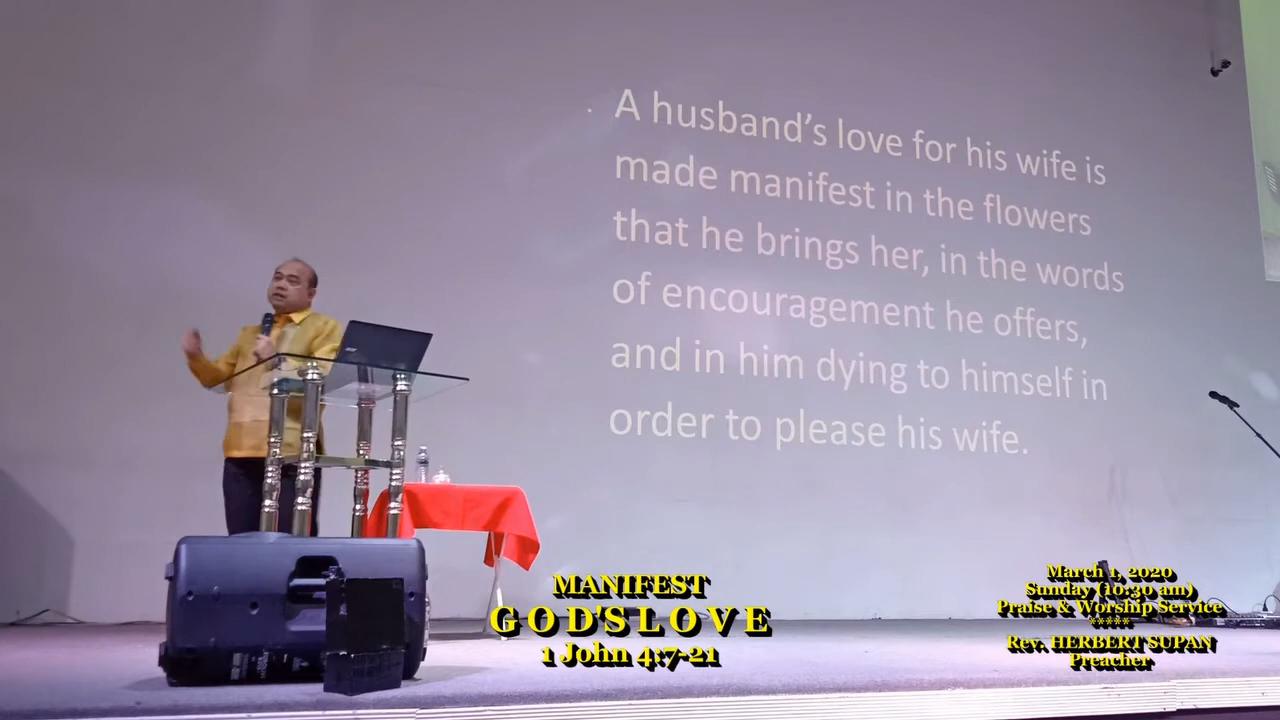 . A husband's love for his wife is
made manifest in the flowers
that he brings her, in the words
of encouragement he offers,
and in him dying to himself in
order to please his wife.
MANIFEST
GOD'S LOVE
1 John 4:7-21
March 1, 2020
Sunday (10:30 am)
Praise & Worship Service
*****
Rev. HERBERT SUPAN
Preacher